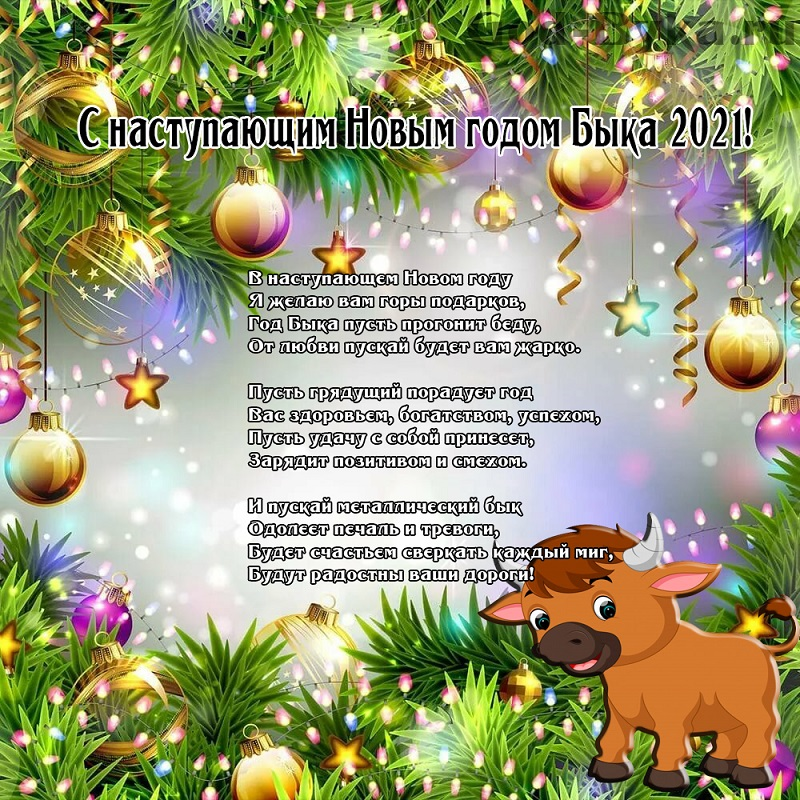 С наступающим Новым годом Быка 2021!
В наступающем Новом году
Я желаю вам горы подарков,
Год Быка пусть прогонит беду,
От любви пускай будет вам жарко.
Пусть грядущий порадует год
Вас здоровьем, богатством, успехом,
Пусть удачу с собой принесет,
Зарядит позитивом и смехом.
И пускай металлический бык
Одолеет печаль и тревоги,
Будет счастьем сверкать каждый миг,
Будут радостны ваши дороги!